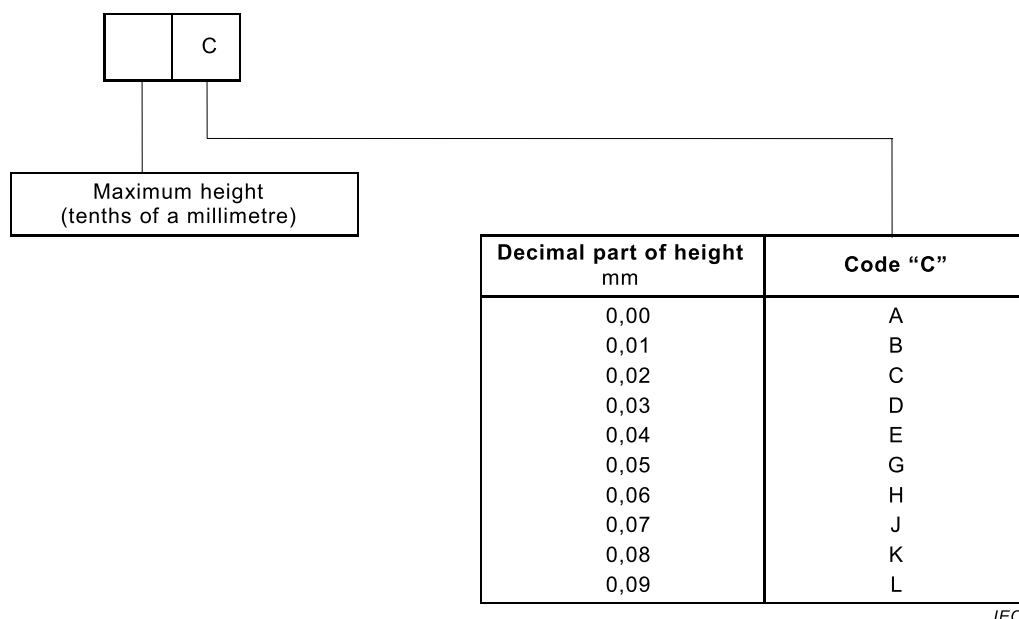 C
Maximum height
(tenths of a millimetre)
Decimal part of height
mm
Code “C”
0,00 A
0,01 B
0,02 C
0,03 D
0,04 E
0,05 G
0,06 H
0,07 J
0,08 K
0,09 L
IEC